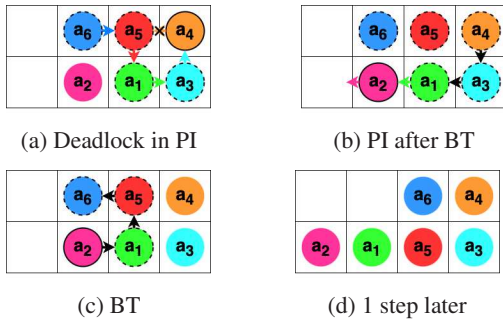 a6 a5 a4
a2 a1 a3
(a) Deadlock in PI
a6 a5 a4
a2 a1 a3
(b) PI after BT
a6 a5 a4
a2 a1 a3
(c) BT
a6 a4
a2 a1 a5 a3
(d) 1 step later